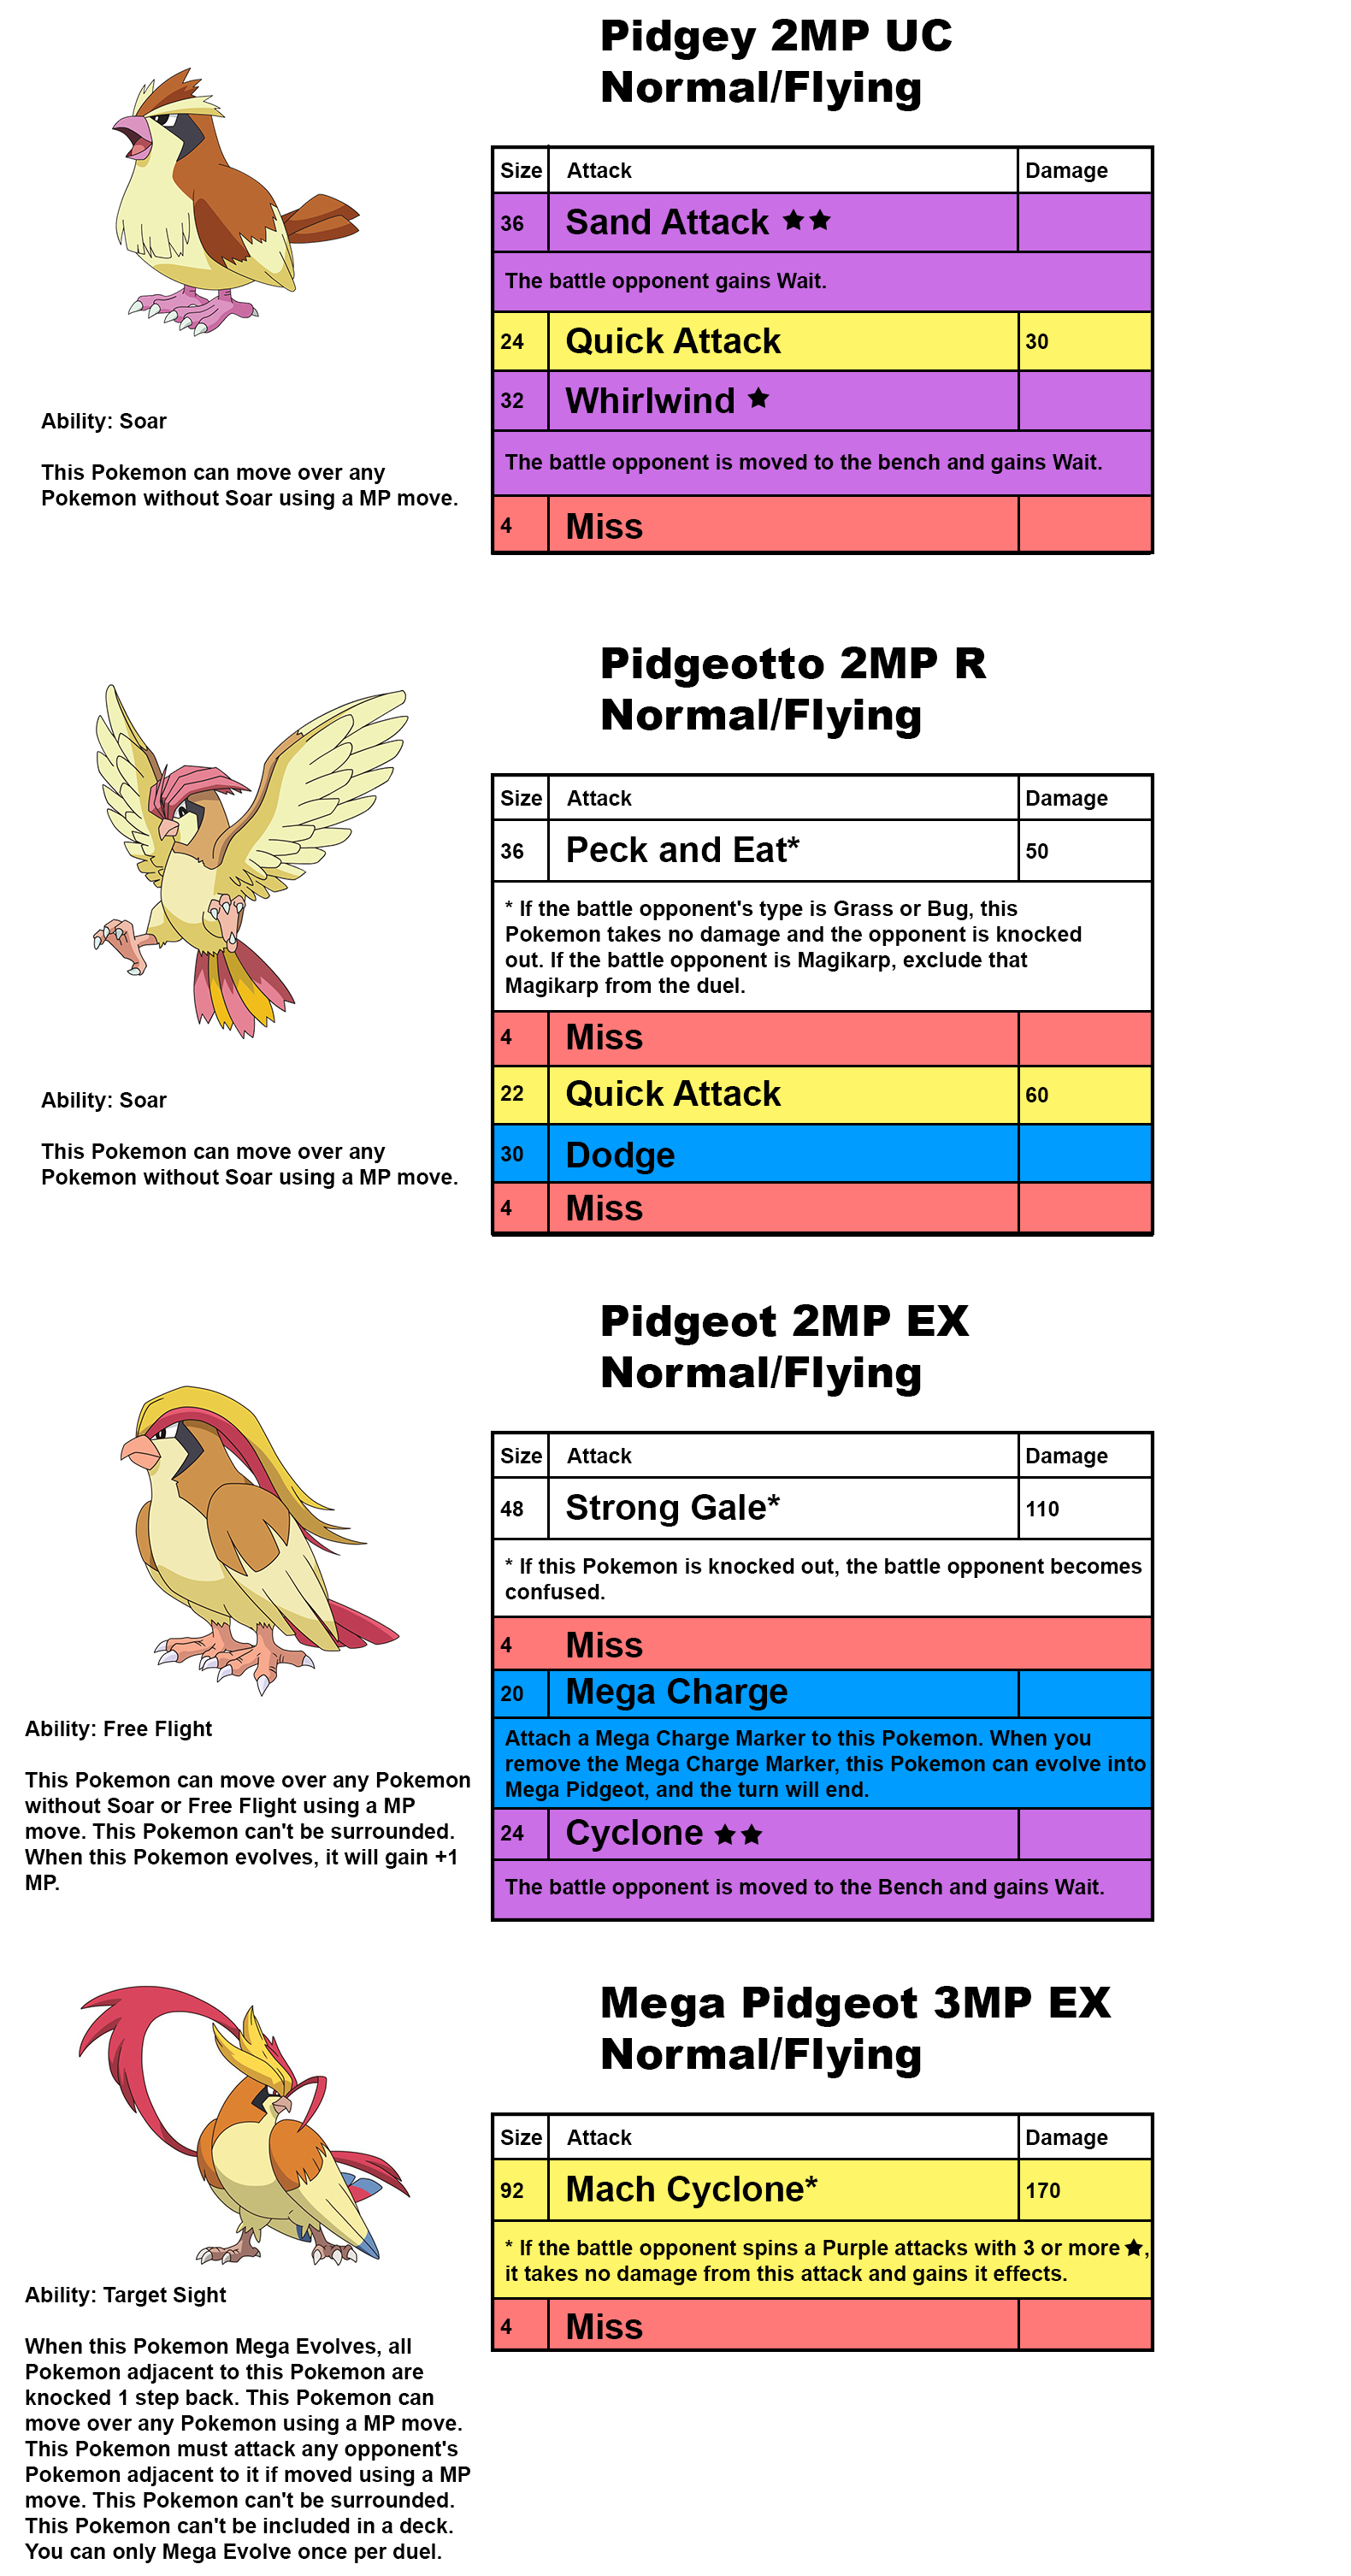 Pidgey 2MP UC
Normal/Flying
Size Attack Damage
36 Sand Attack ★★
The battle opponent gains Wait.
24 Quick Attack 30
32 Whirlwind ★
The battle opponent is moved to the bench and gains Wait.
4 Miss
Ability: Soar
This Pokemon can move over any
Pokemon without Soar using a MP move.
Pidgeotto 2MP R
Normal/Flying
Size Attack Damage
36 Peck and Eat* 50
* If the battle opponent's type is Grass or Bug, this
Pokemon takes no damage and the opponent is knocked
out. If the battle opponent is Magikarp, exclude that
Magikarp from the duel.
4 Miss
22 Quick Attack 60
30 Dodge
4 Miss
Ability: Soar
This Pokemon can move over any
Pokemon without Soar using a MP move.
Pidgeot 2MP EX
Normal/Flying
Size Attack Damage
48 Strong Gale* 110
* If this Pokemon is knocked out, the battle opponent becomes
confused.
4 Miss
20 Mega Charge
Attach a Mega Charge Marker to this Pokemon. When you
remove the Mega Charge Marker, this Pokemon can evolve into
Mega Pidgeot, and the turn will end.
24 Cyclone ★★
The battle opponent is moved to the Bench and gains Wait.
Ability: Free Flight
This Pokemon can move over any Pokemon
without Soar or Free Flight using a MP
move. This Pokemon can't be surrounded.
When this Pokemon evolves, it will gain +1
MP.
Mega Pidgeot 3MP EX
Normal/Flying
Size Attack Damage
92 Mach Cyclone* 170
* If the battle opponent spins a Purple attacks with 3 or more ★,
it takes no damage from this attack and gains it effects.
4 Miss
Ability: Target Sight
When this Pokemon Mega Evolves, all
Pokemon adjacent to this Pokemon are
knocked 1 step back. This Pokemon can
move over any Pokemon using a MP move.
This Pokemon must attack any opponent's
Pokemon adjacent to it if moved using a MP
move. This Pokemon can't be surrounded.
This Pokemon can't be included in a deck.
You can only Mega Evolve once per duel.